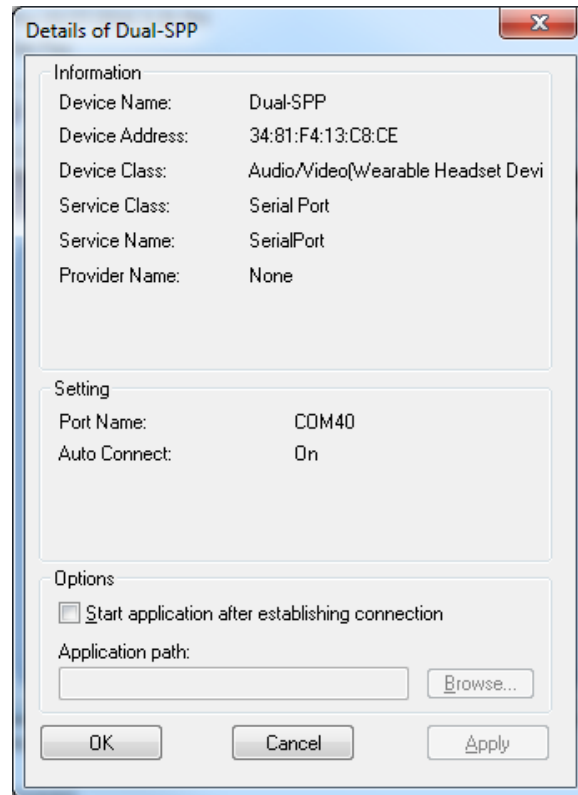 Details of Dual-SPP
Information
Device Name: Dual-SPP
Device Address: 34:81:F4:13:C8:CE
Device Class: Audio/Video(Wearable Headset Devi
Service Class: Serial Port
Service Name: SerialPort
Provider Name: None
Setting
Port Name: COM40
Auto Connect: On
Options
Start application after establishing connection
Application path:
Browse...
OK Cancel Apply